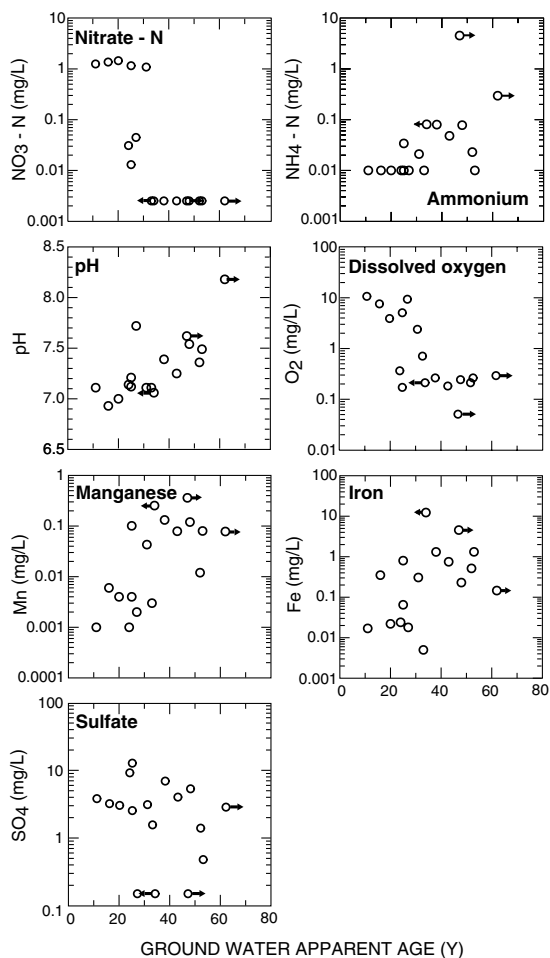 Nitrate - N
NO3 - N (mg/L)
10
1
0.1
0.01
0.001
Ammonium
NH4 - N (mg/L)
10
1
0.1
0.01
0.001
pH
pH
8.5
8.0
7.5
7.0
6.5
Dissolved oxygen
O2 (mg/L)
100
10
1
0.1
0.01
Manganese
Mn (mg/L)
1
0.1
0.01
0.001
0.0001
Iron
Fe (mg/L)
100
10
1
0.1
0.01
0.001
0 20 40 60 80
Sulfate
SO4 (mg/L)
100
10
1
0.1
0 20 40 60 80
GROUND WATER APPARENT AGE (Y)